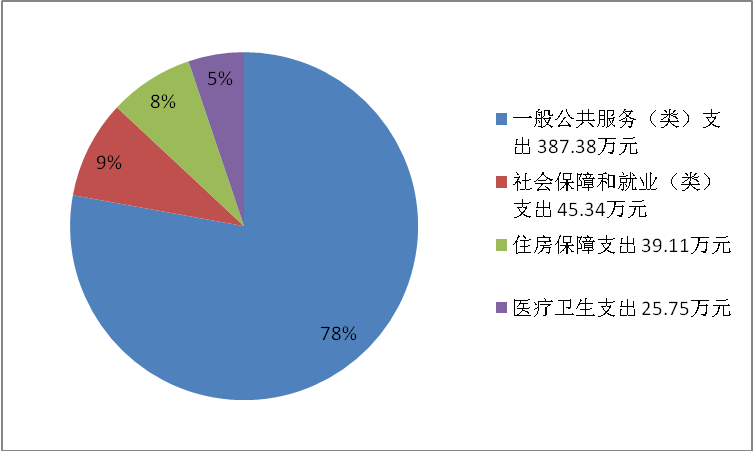 5%
8%
9%
78%
一般公共服务（类）支
出 387.38万元
社会保障和就业（类）
支出 45.34万元
住房保障支出 39.11万元
医疗卫生支出 25.75万元